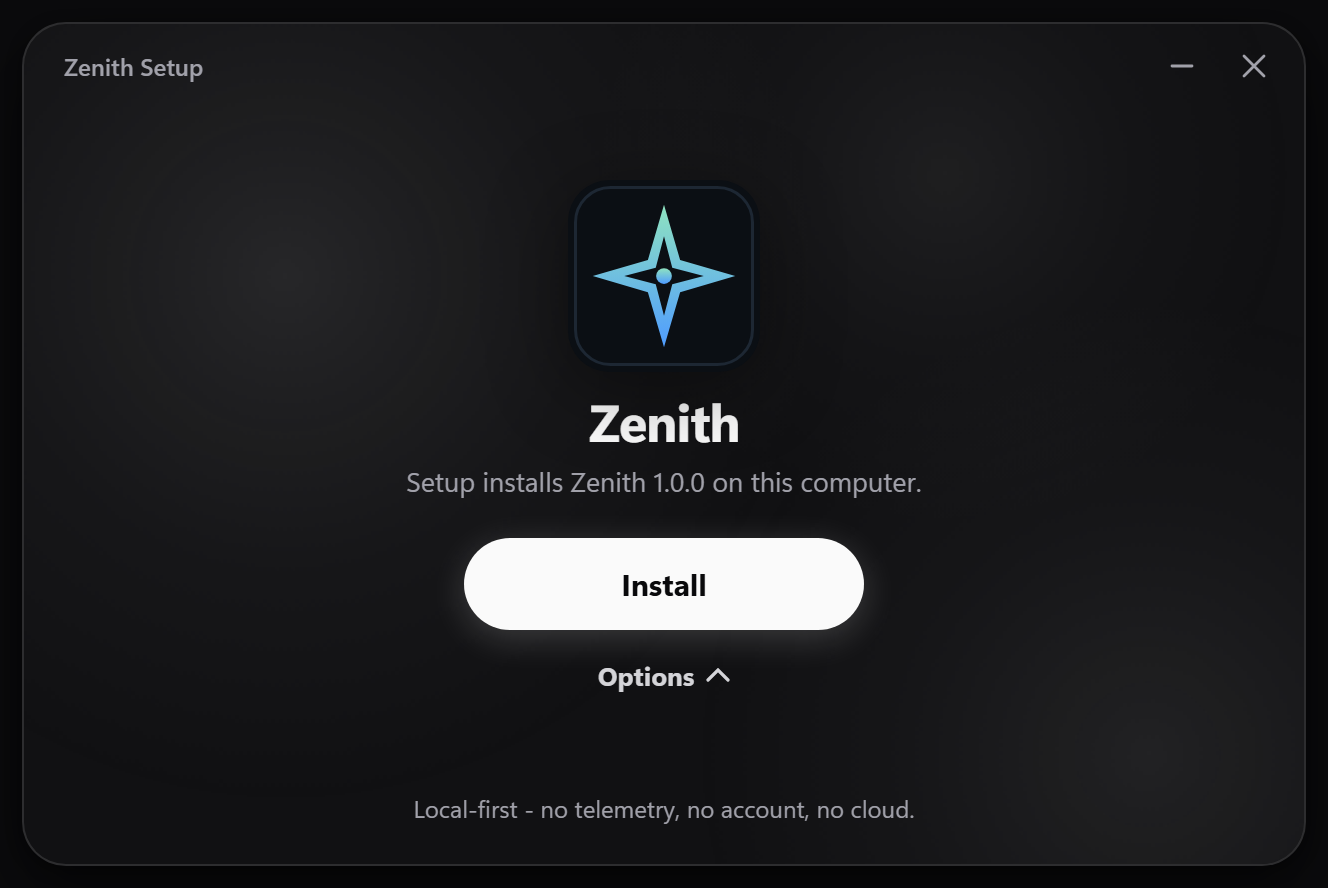 Zenith Setup
Zenith
Setup installs Zenith 1.0.0 on this computer.
Install
Options
Local-first - no telemetry, no account, no cloud.